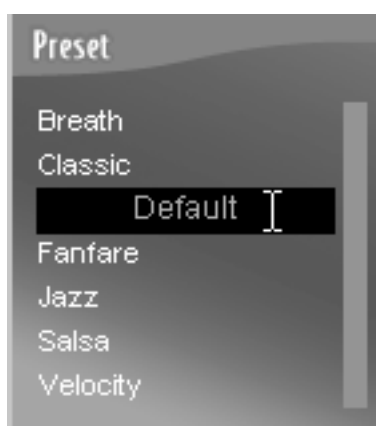 Preset
Breath
Classic
Default
Fanfare
Jazz
Salsa
Velocity